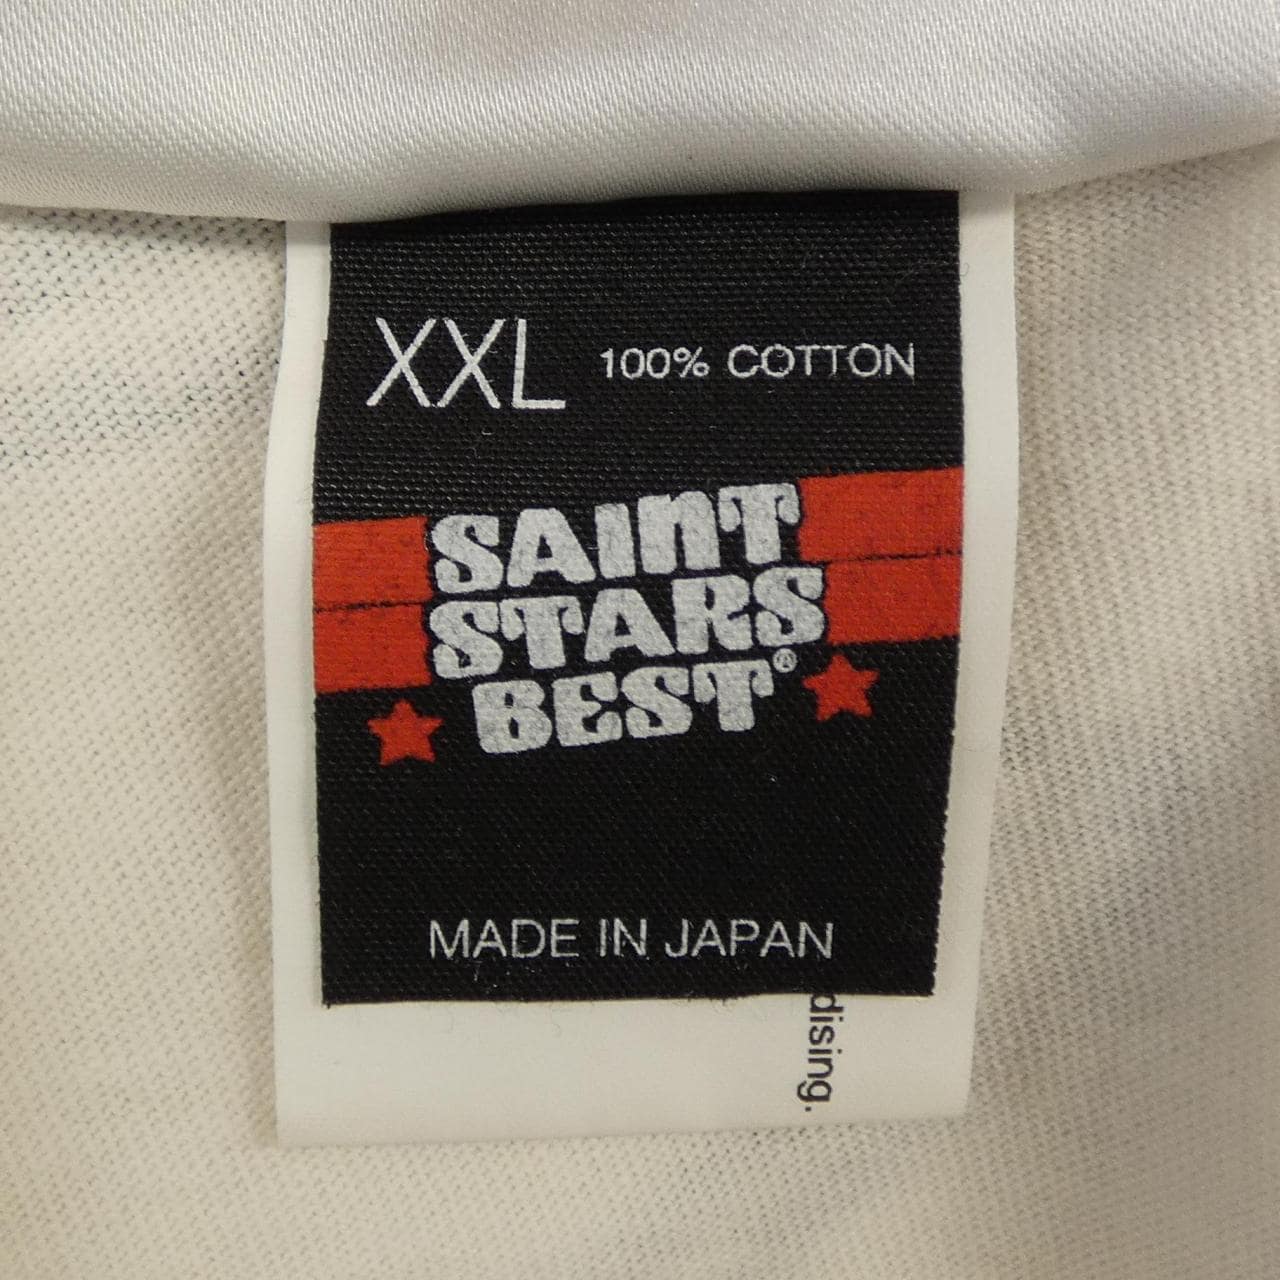 XXL 100% COTTON
SAINT
STARS
BEST®
MADE IN JAPAN
dising.